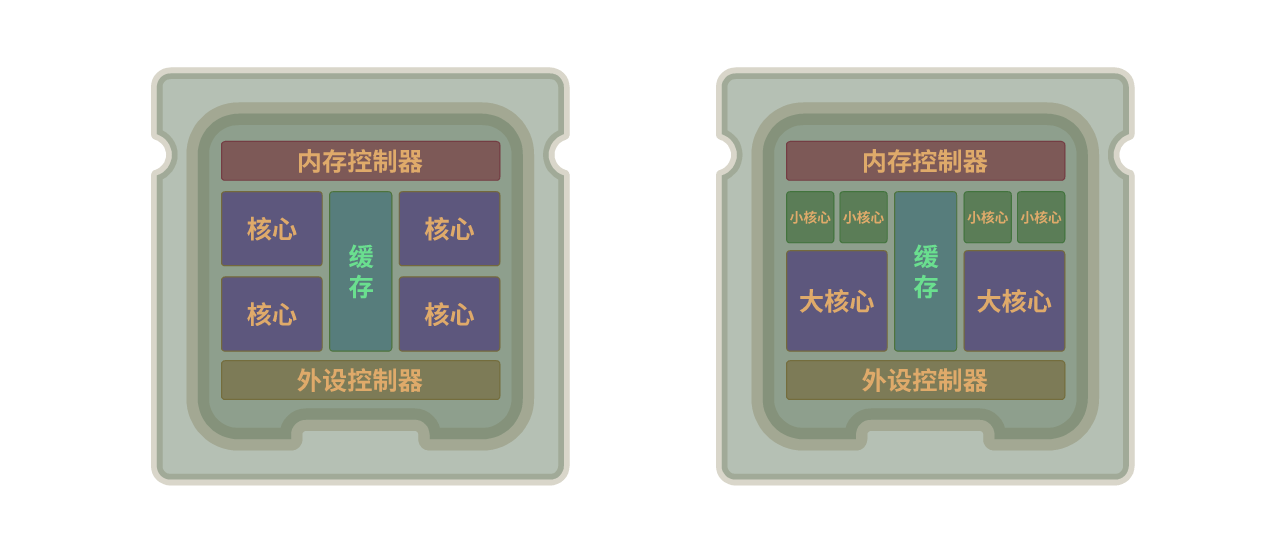 内存控制器
核心
核心
缓
存
核心
核心
外设控制器
内存控制器
小核心
小核心
小核心
小核心
缓
存
大核心
大核心
外设控制器